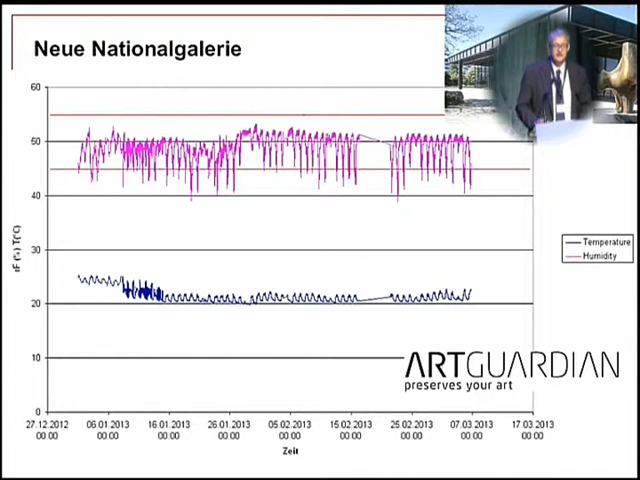 Neue Nationalgalerie
60
50
40
30
20
10
0
rF (%) T(°C)
27.12.2012 00:00
06.01.2013 00:00
16.01.2013 00:00
26.01.2013 00:00
05.02.2013 00:00
15.02.2013 00:00
25.02.2013 00:00
07.03.2013 00:00
17.03.2013 00:00
Zeit
Temperature
Humidity
ARTGUARDIAN
preserves your art